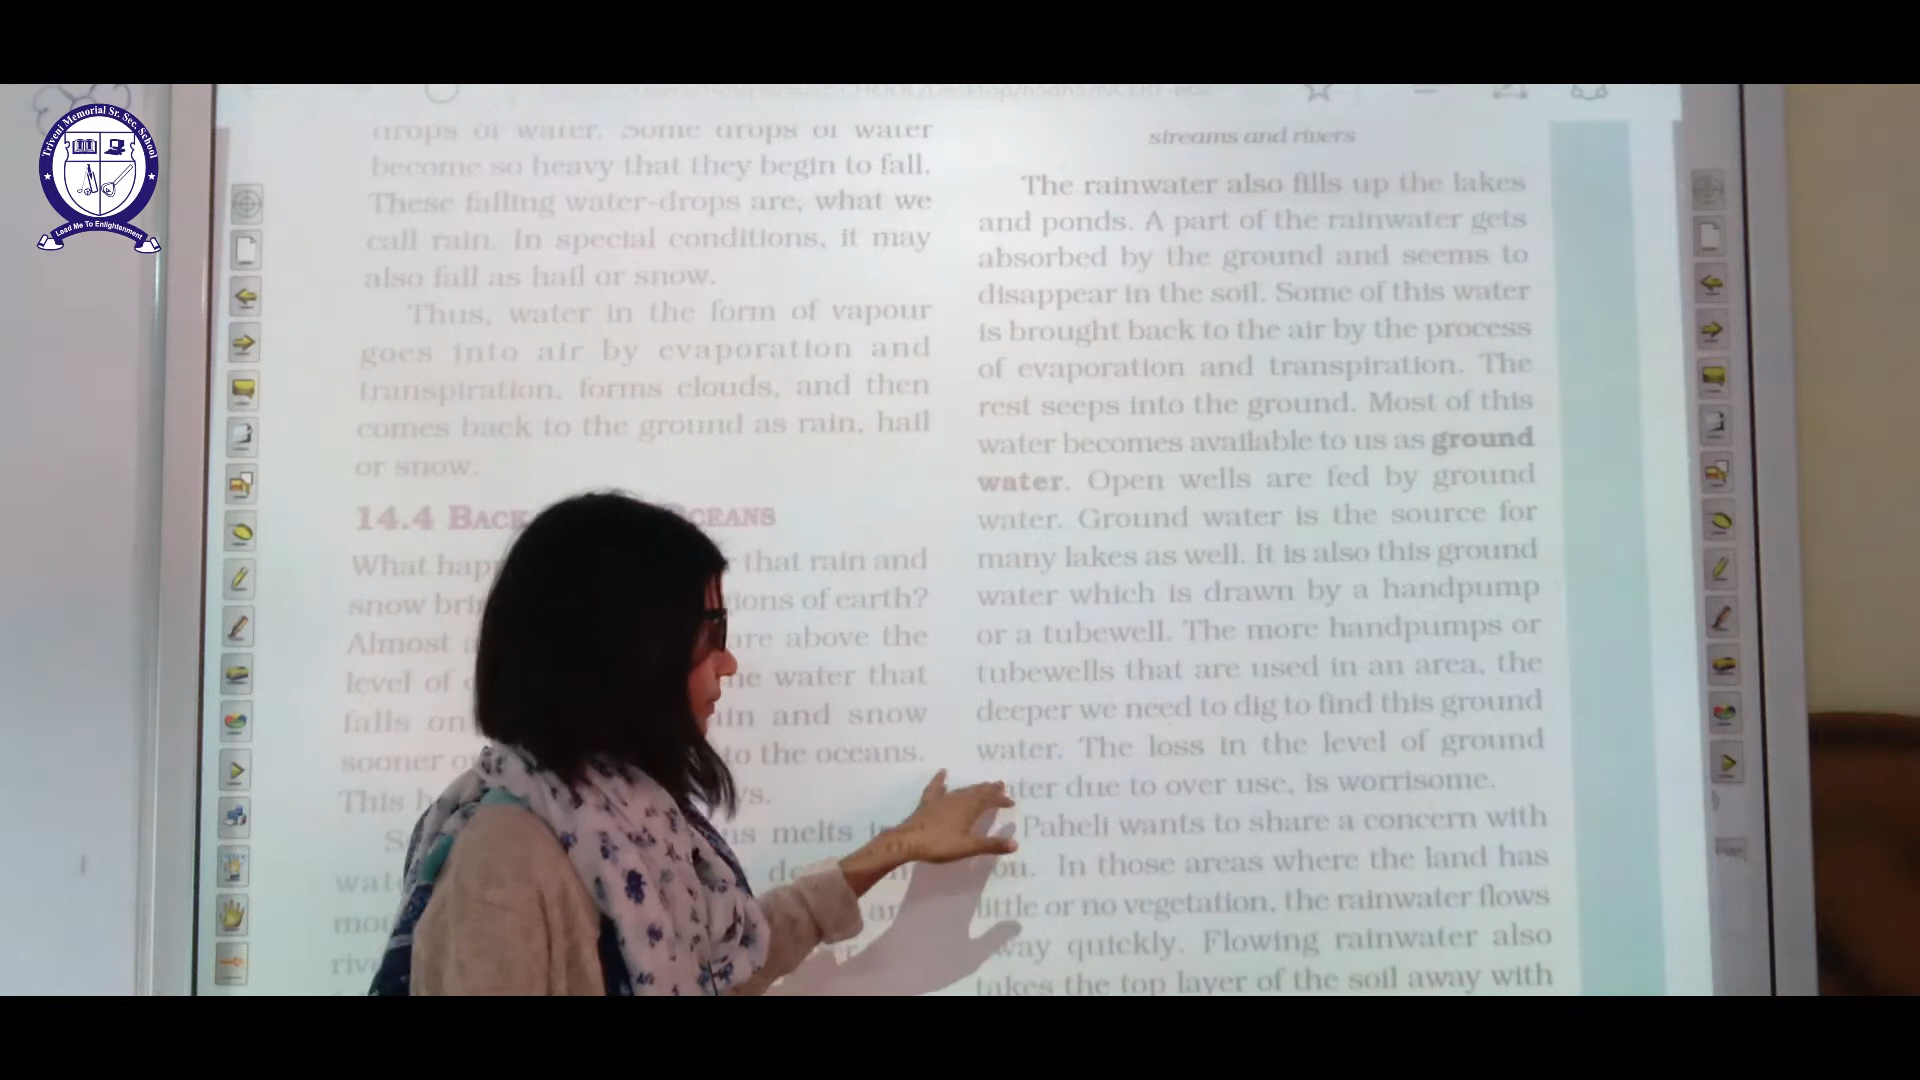 Triveni Memorial Sr. Sec. School
Lead Me To Enlightenment
drops of water. Some drops of water
become so heavy that they begin to fall.
These falling water-drops are, what we
call rain. In special conditions, it may
also fall as hail or snow.
Thus, water in the form of vapour
goes into air by evaporation and
transpiration, forms clouds, and then
comes back to the ground as rain, hail
or snow.
14.4 BACK OCEANS
What that rain and
snow of earth?
Almost are above the
level of water that
falls on and snow
sooner to the oceans.
This
melts
streams and rivers
The rainwater also fills up the lakes
and ponds. A part of the rainwater gets
absorbed by the ground and seems to
disappear in the soil. Some of this water
is brought back to the air by the process
of evaporation and transpiration. The
rest seeps into the ground. Most of this
water becomes available to us as ground
water. Open wells are fed by ground
water. Ground water is the source for
many lakes as well. It is also this ground
water which is drawn by a handpump
or a tubewell. The more handpumps or
tubewells that are used in an area, the
deeper we need to dig to find this ground
water. The loss in the level of ground
due to over use, is worrisome.
Paheli wants to share a concern with
In those areas where the land has
little or no vegetation, the rainwater flows
quickly. Flowing rainwater also
takes the top layer of the soil away with